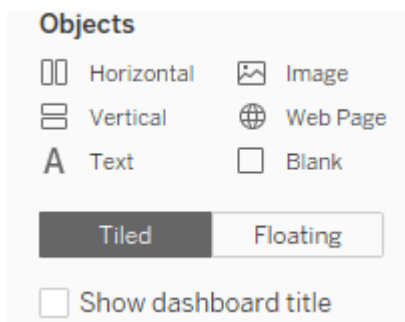 Objects
Horizontal Image
Vertical Web Page
A Text Blank
Tiled Floating
Show dashboard title